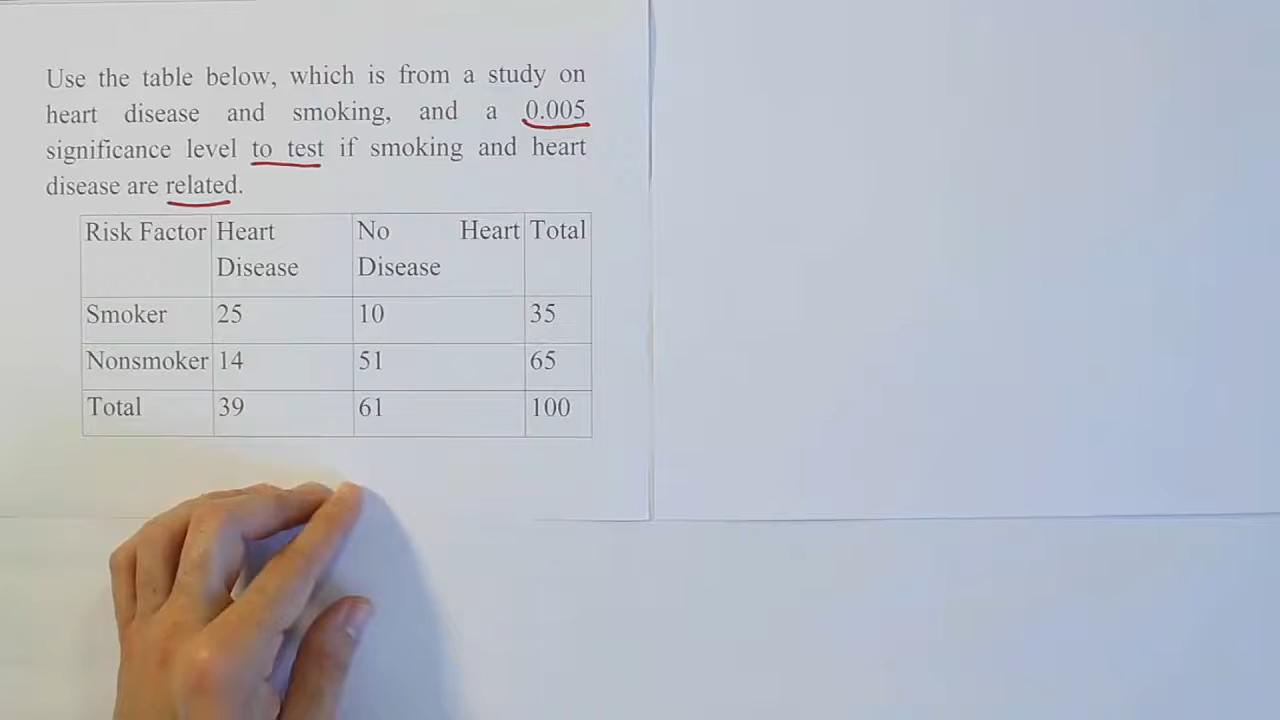 Use the table below, which is from a study on
heart disease and smoking, and a 0.005
significance level to test if smoking and heart
disease are related.
Risk Factor Heart Disease No Heart Disease Total
Smoker 25 10 35
Nonsmoker 14 51 65
Total 39 61 100